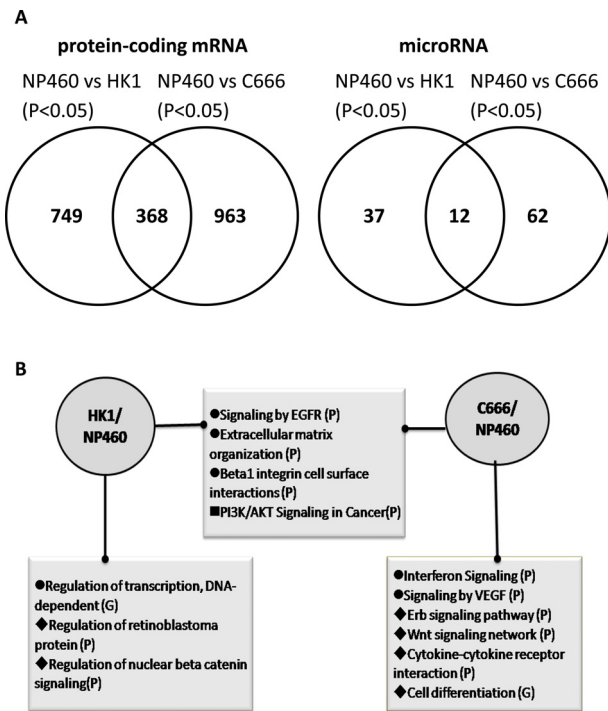 A
protein-coding mRNA
microRNA
NP460 vs HK1
(P<0.05)
NP460 vs C666
(P<0.05)
NP460 vs HK1
(P<0.05)
NP460 vs C666
(P<0.05)
749
368
963
37
12
62
B
HK1/
NP460
●Signaling by EGFR (P)
●Extracellular matrix
organization (P)
●Beta1 integrin cell surface
interactions (P)
■PI3K/AKT Signaling in Cancer(P)
C666/
NP460
●Regulation of transcription, DNA-
dependent (G)
◆Regulation of retinoblastoma
protein (P)
◆Regulation of nuclear beta catenin
signaling(P)
●Interferon Signaling (P)
●Signaling by VEGF (P)
◆Erb signaling pathway (P)
◆Wnt signaling network (P)
◆Cytokine-cytokine receptor
interaction (P)
◆Cell differentiation (G)